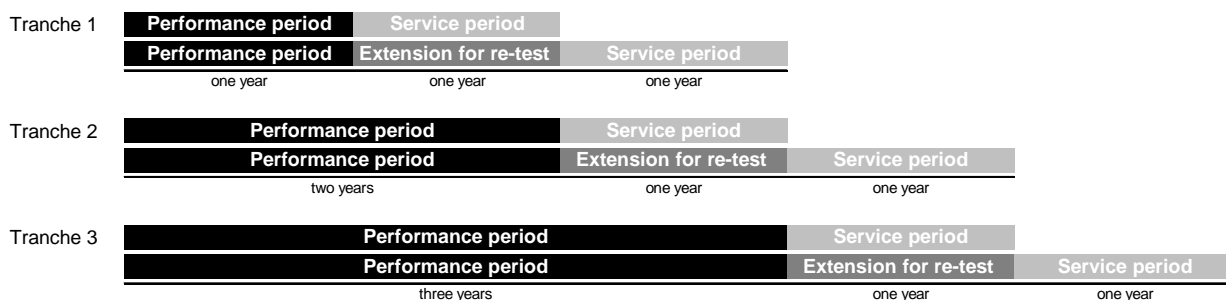 Tranche 1 Performance period Service period
Performance period Extension for re-test Service period
one year one year one year
Tranche 2 Performance period Service period
Performance period Extension for re-test Service period
two years one year one year
Tranche 3 Performance period Service period
Performance period Extension for re-test Service period
three years one year one year